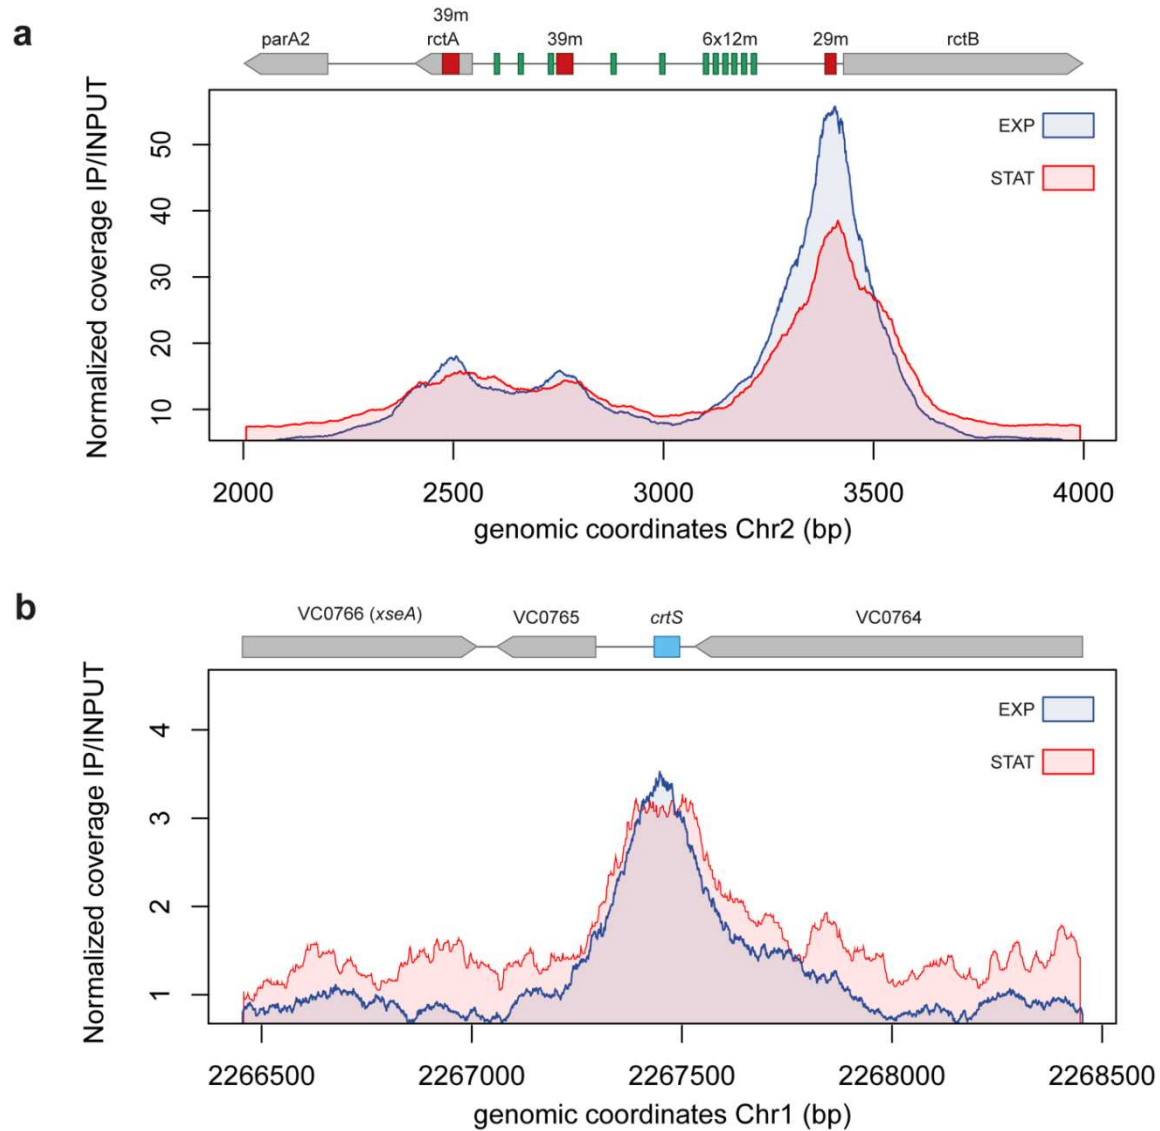 a
39m
parA2 rctA 39m 6x12m 29m rctB
Normalized coverage IP/INPUT
50
40
30
20
10
EXP
STAT
2000 2500 3000 3500 4000
genomic coordinates Chr2 (bp)
b
VC0766 (xseA) VC0765 crtS VC0764
Normalized coverage IP/INPUT
4
3
2
1
EXP
STAT
2266500 2267000 2267500 2268000 2268500
genomic coordinates Chr1 (bp)